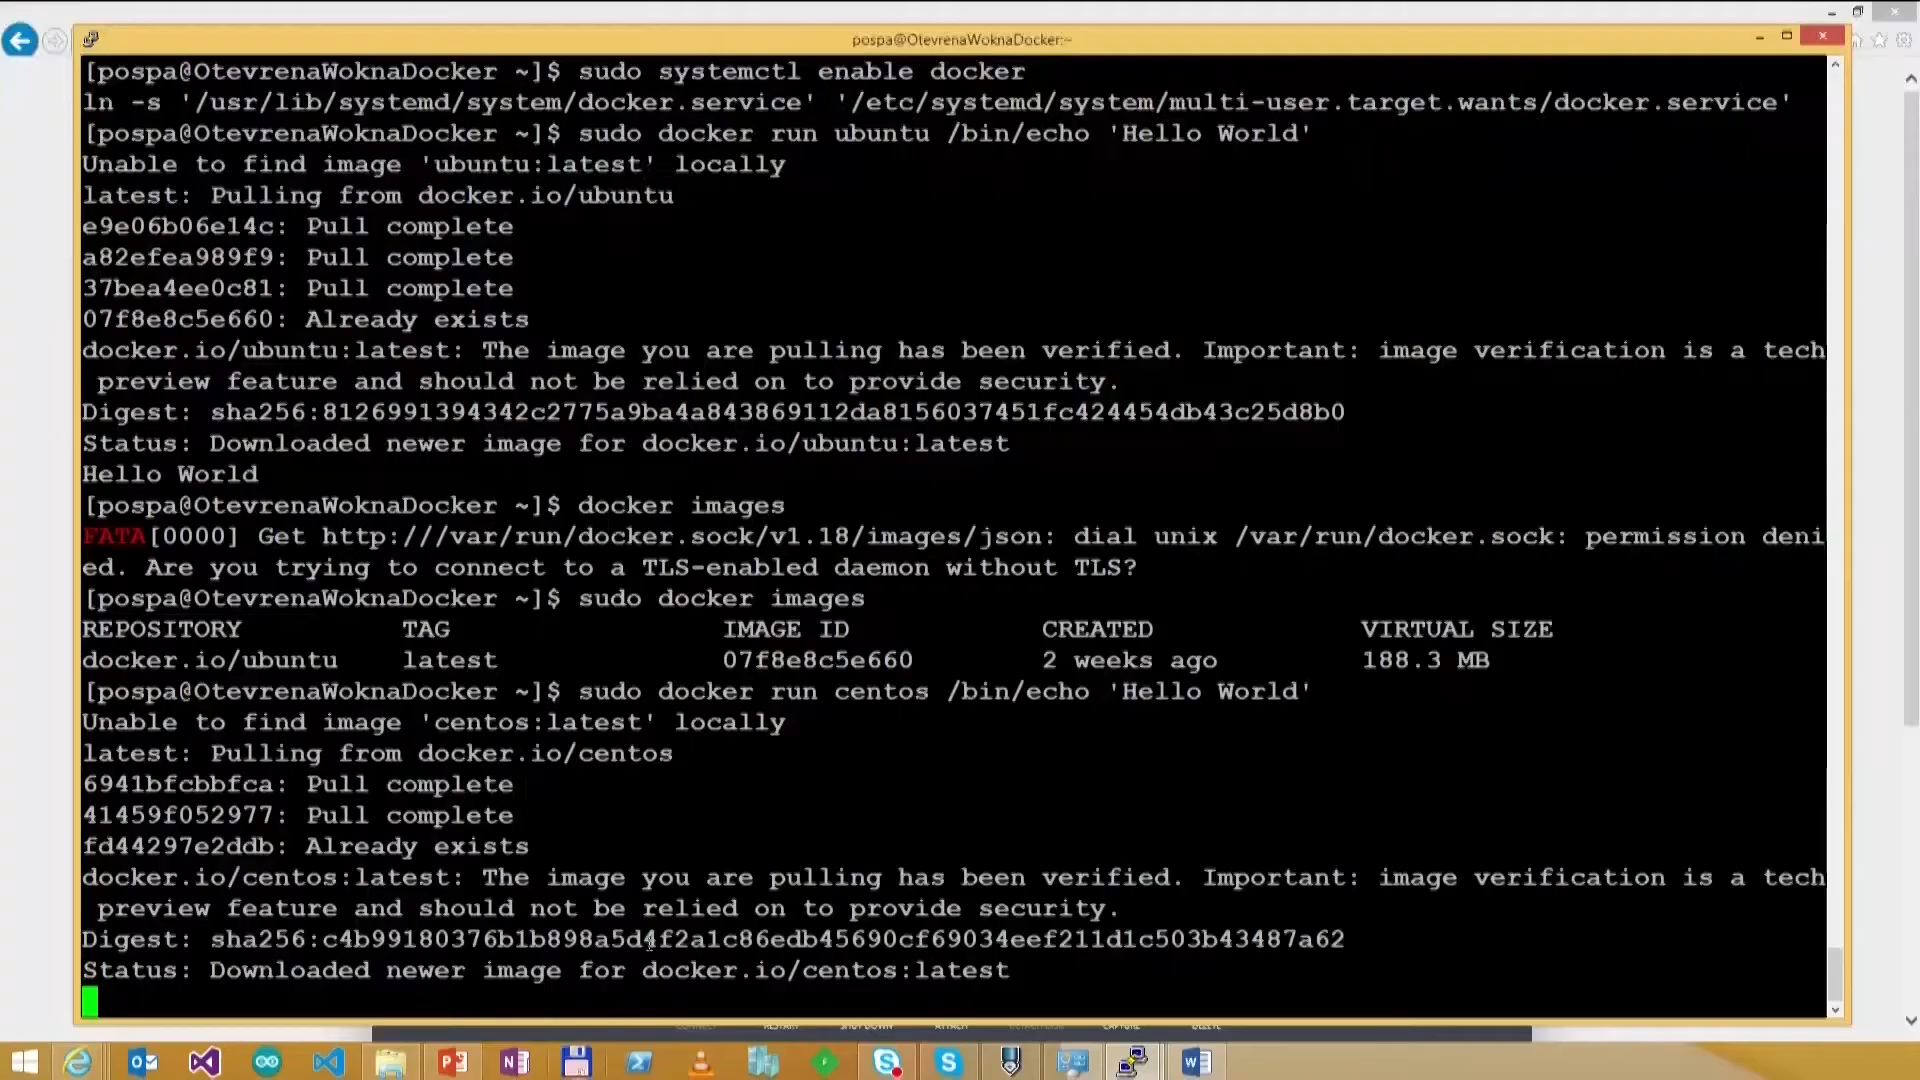 pospa@OtevrenaWoknaDocker:~
[pospa@OtevrenaWoknaDocker ~]$ sudo systemctl enable docker
ln -s '/usr/lib/systemd/system/docker.service' '/etc/systemd/system/multi-user.target.wants/docker.service'
[pospa@OtevrenaWoknaDocker ~]$ sudo docker run ubuntu /bin/echo 'Hello World'
Unable to find image 'ubuntu:latest' locally
latest: Pulling from docker.io/ubuntu
e9e06b06e14c: Pull complete
a82efea989f9: Pull complete
37bea4ee0c81: Pull complete
07f8e8c5e660: Already exists
docker.io/ubuntu:latest: The image you are pulling has been verified. Important: image verification is a tech
preview feature and should not be relied on to provide security.
Digest: sha256:8126991394342c2775a9ba4a843869112da8156037451fc424454db43c25d8b0
Status: Downloaded newer image for docker.io/ubuntu:latest
Hello World
[pospa@OtevrenaWoknaDocker ~]$ docker images
FATA[0000] Get http:///var/run/docker.sock/v1.18/images/json: dial unix /var/run/docker.sock: permission deni
ed. Are you trying to connect to a TLS-enabled daemon without TLS?
[pospa@OtevrenaWoknaDocker ~]$ sudo docker images
REPOSITORY TAG IMAGE ID CREATED VIRTUAL SIZE
docker.io/ubuntu latest 07f8e8c5e660 2 weeks ago 188.3 MB
[pospa@OtevrenaWoknaDocker ~]$ sudo docker run centos /bin/echo 'Hello World'
Unable to find image 'centos:latest' locally
latest: Pulling from docker.io/centos
6941bfcbbfca: Pull complete
41459f052977: Pull complete
fd44297e2ddb: Already exists
docker.io/centos:latest: The image you are pulling has been verified. Important: image verification is a tech
preview feature and should not be relied on to provide security.
Digest: sha256:c4b99180376b1b898a5d4f2a1c86edb45690cf69034eef211d1c503b43487a62
Status: Downloaded newer image for docker.io/centos:latest